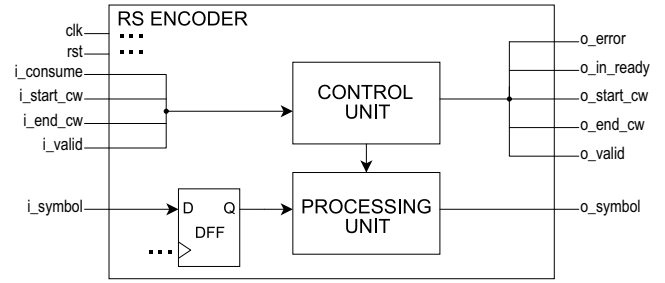 RS ENCODER
clk
rst
i_consume
i_start_cw
i_end_cw
i_valid
i_symbol
CONTROL
UNIT
D Q
DFF
PROCESSING
UNIT
o_error
o_in_ready
o_start_cw
o_end_cw
o_valid
o_symbol